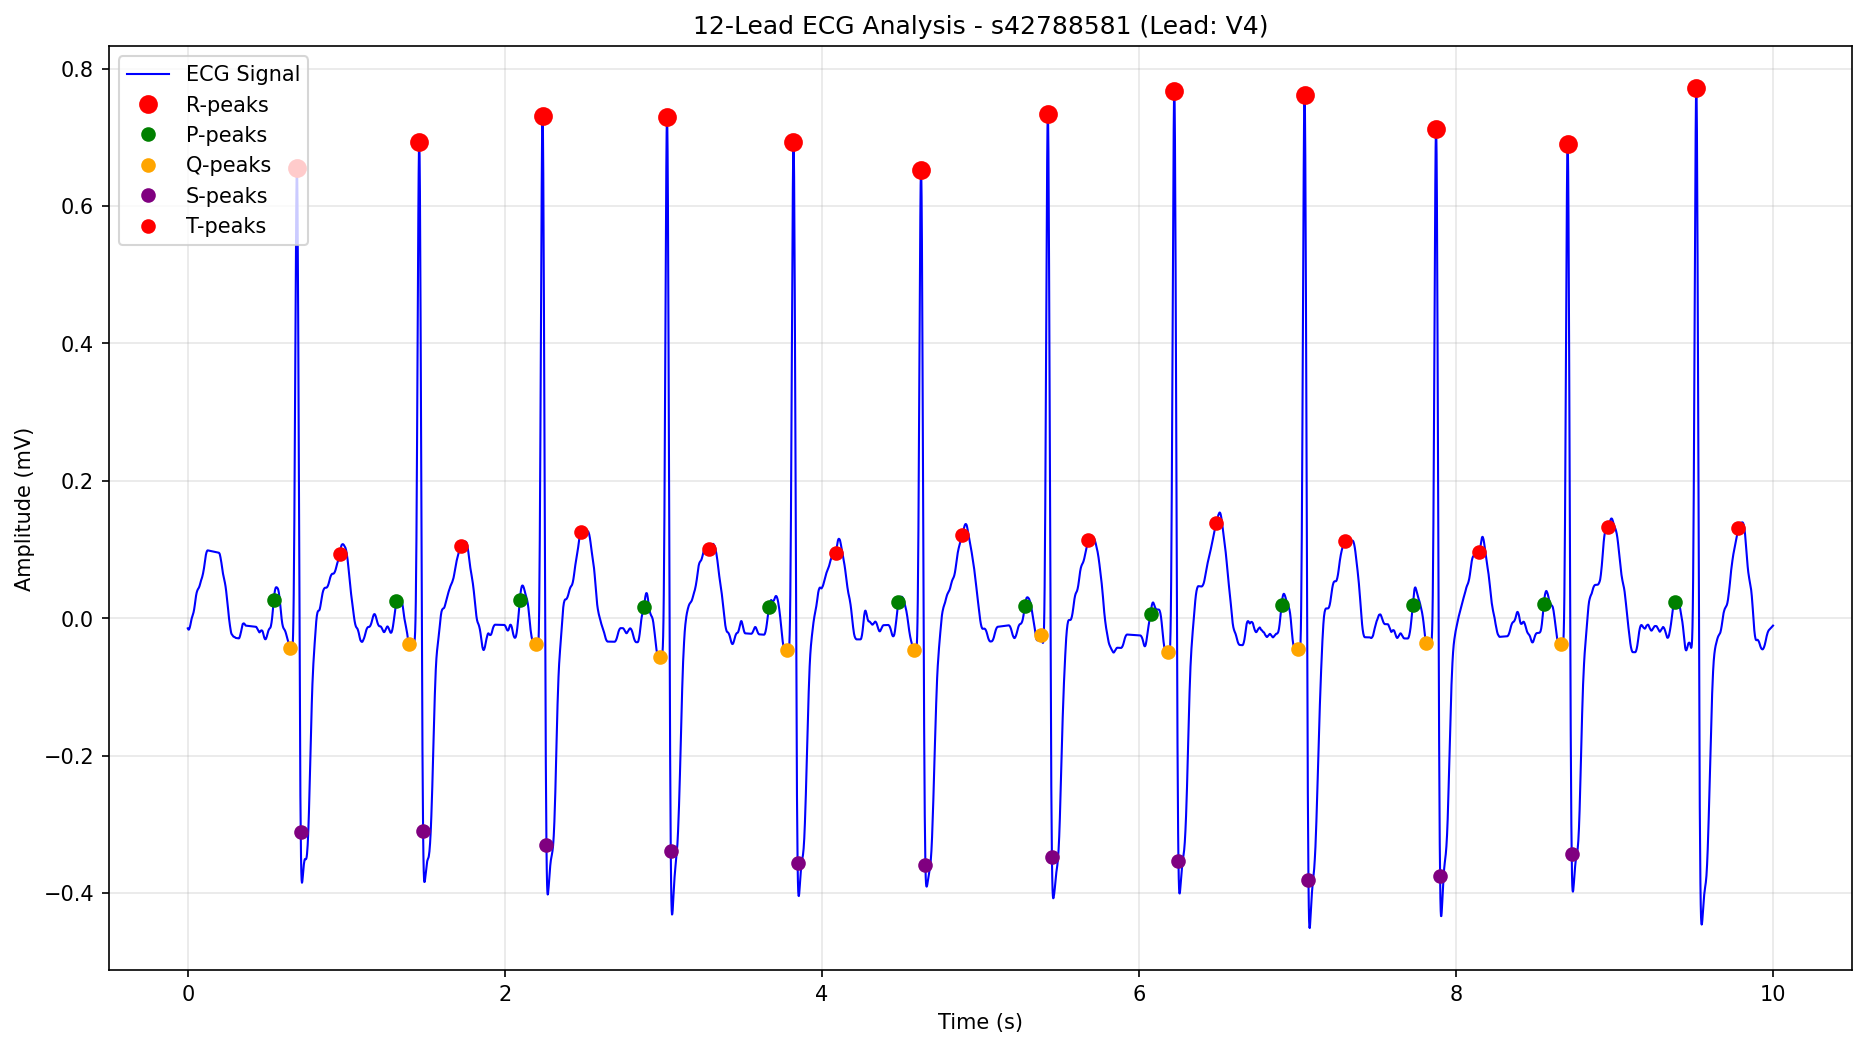 12-Lead ECG Analysis - s42788581 (Lead: V4)
ECG Signal
R-peaks
P-peaks
Q-peaks
S-peaks
T-peaks
Amplitude (mV)
0.8
0.6
0.4
0.2
0.0
−0.2
−0.4
0 2 4 6 8 10
Time (s)